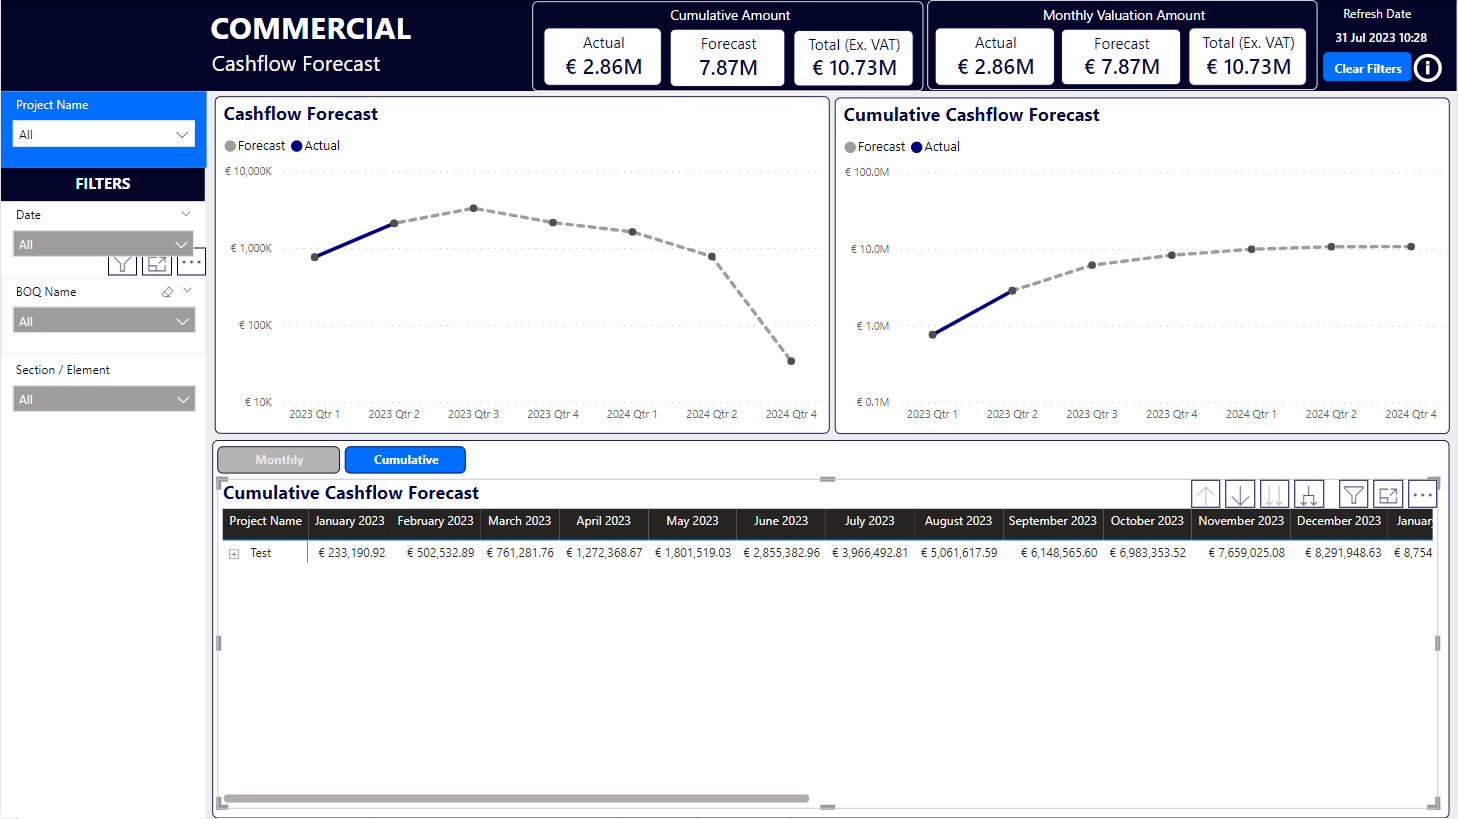 COMMERCIAL
Cashflow Forecast
Cumulative Amount
Actual
€ 2.86M
Forecast
7.87M
Total (Ex. VAT)
€ 10.73M
Monthly Valuation Amount
Actual
€ 2.86M
Forecast
€ 7.87M
Total (Ex. VAT)
€ 10.73M
Refresh Date
31 Jul 2023 10:28
Clear Filters
Project Name
All
FILTERS
Date
All
BOQ Name
All
Section / Element
All
Cashflow Forecast
Forecast Actual
€ 10,000K
€ 1,000K
€ 100K
€ 10K
2023 Qtr 1 2023 Qtr 2 2023 Qtr 3 2023 Qtr 4 2024 Qtr 1 2024 Qtr 2 2024 Qtr 4
Cumulative Cashflow Forecast
Forecast Actual
€ 100.0M
€ 10.0M
€ 1.0M
€ 0.1M
2023 Qtr 1 2023 Qtr 2 2023 Qtr 3 2023 Qtr 4 2024 Qtr 1 2024 Qtr 2 2024 Qtr 4
Monthly Cumulative
Cumulative Cashflow Forecast
Project Name January 2023 February 2023 March 2023 April 2023 May 2023 June 2023 July 2023 August 2023 September 2023 October 2023 November 2023 December 2023 Januar
Test € 233,190.92 € 502,532.89 € 761,281.76 € 1,272,368.67 € 1,801,519.03 € 2,855,382.96 € 3,966,492.81 € 5,061,617.59 € 6,148,565.60 € 6,983,353.52 € 7,659,025.08 € 8,291,948.63 € 8,754